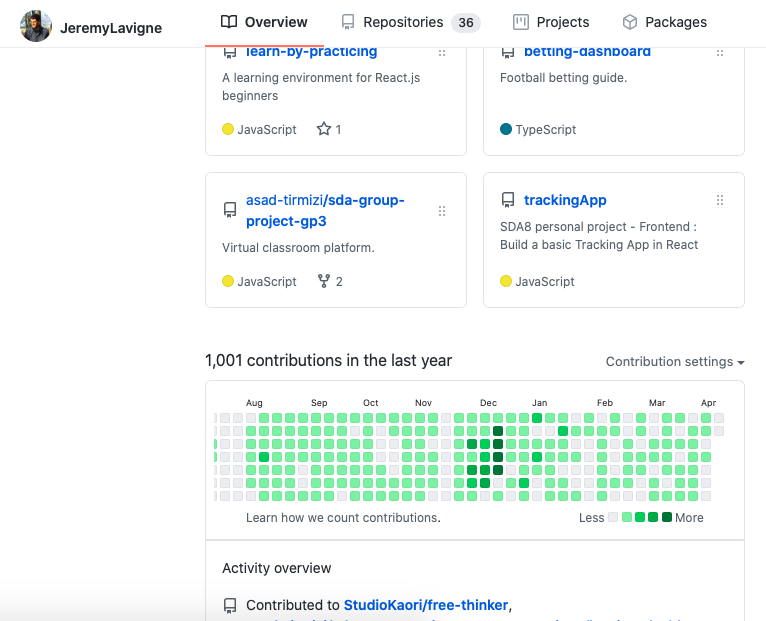 JeremyLavigne
Overview
Repositories 36
Projects
Packages
learn-by-practicing
A learning environment for React.js
beginners
JavaScript 1
betting-dashboard
Football betting guide.
TypeScript
asad-tirmizi/sda-group-
project-gp3
Virtual classroom platform.
JavaScript 2
trackingApp
SDA8 personal project - Frontend :
Build a basic Tracking App in React
JavaScript
1,001 contributions in the last year
Contribution settings
Aug Sep Oct Nov Dec Jan Feb Mar Apr
Learn how we count contributions.
Less More
Activity overview
Contributed to StudioKaori/free-thinker,